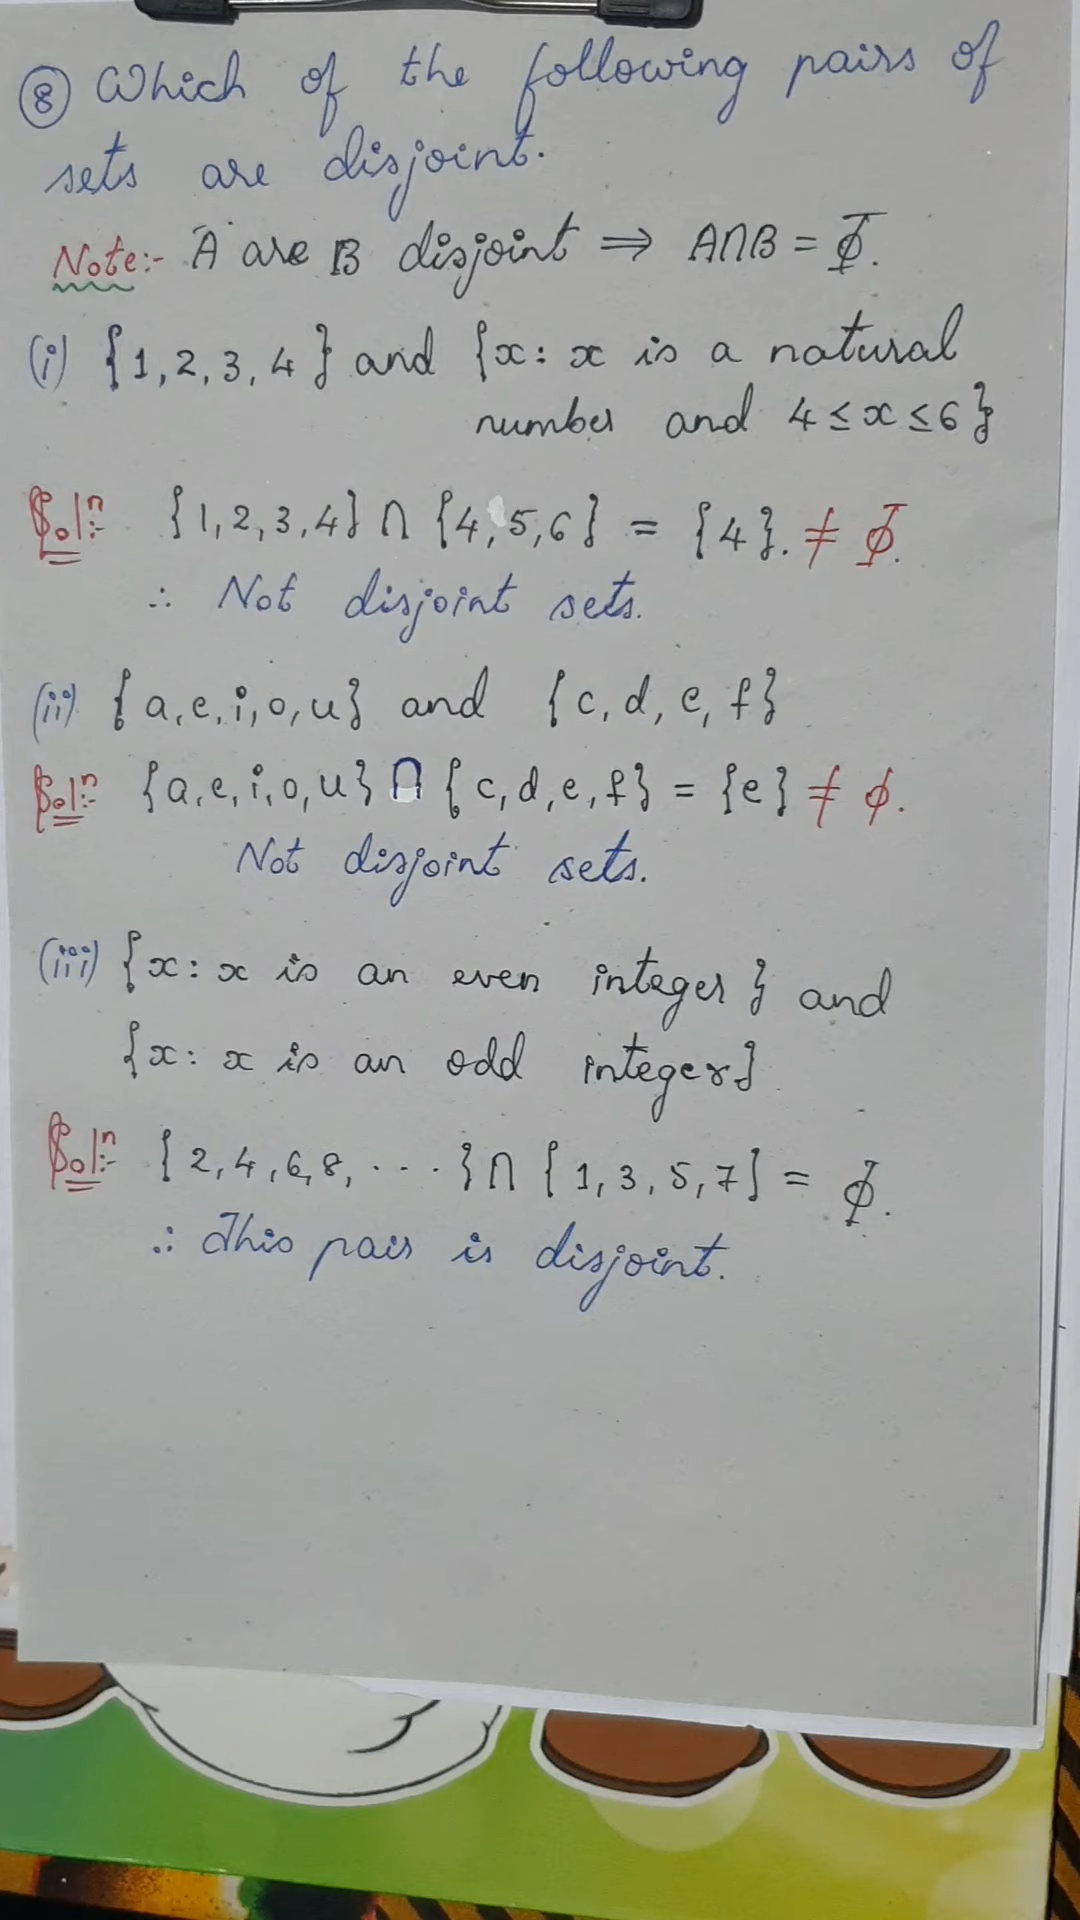 ⑧ Which of the following pairs of
sets are disjoint.
Note:- A are B disjoint ⇒ A∩B = Φ.
(i) {1,2,3,4} and {x: x is a natural
number and 4≤x≤6}
Solⁿ:- {1,2,3,4} ∩ {4,5,6} = {4}. ≠ Φ.
∴ Not disjoint sets.
(ii) {a,e,i,o,u} and {c,d,e,f}
Solⁿ:- {a,e,i,o,u} ∩ {c,d,e,f} = {e} ≠ ϕ.
Not disjoint sets.
(iii) {x: x is an even integer} and
{x: x is an odd integer}
Solⁿ:- {2,4,6,8, ....} ∩ {1,3,5,7} = Φ.
∴ This pair is disjoint.